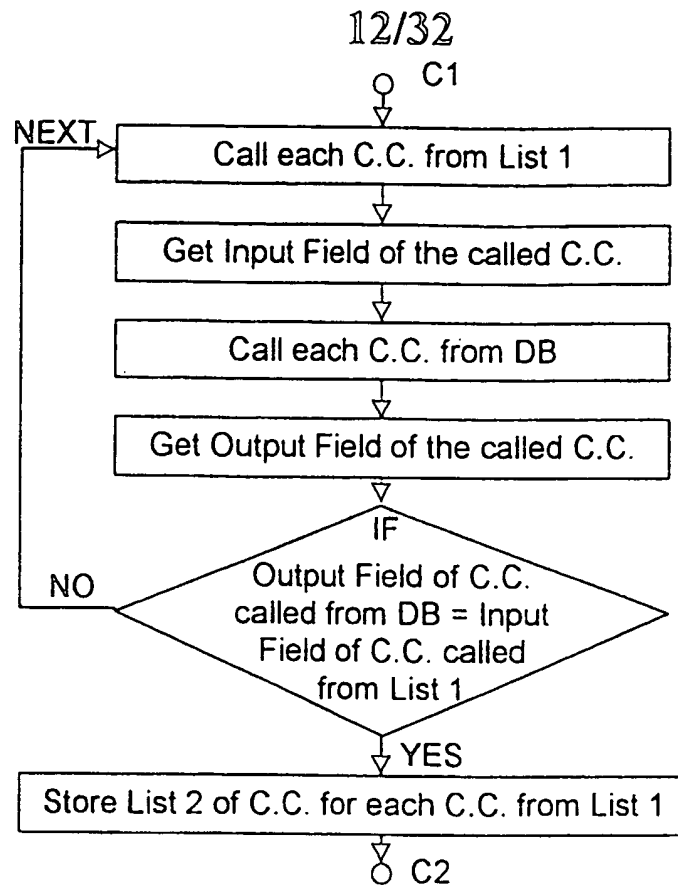 12/32
C1
NEXT
Call each C.C. from List 1
Get Input Field of the called C.C.
Call each C.C. from DB
Get Output Field of the called C.C.
IF
NO
Output Field of C.C.
called from DB = Input
Field of C.C. called
from List 1
YES
Store List 2 of C.C. for each C.C. from List 1
C2